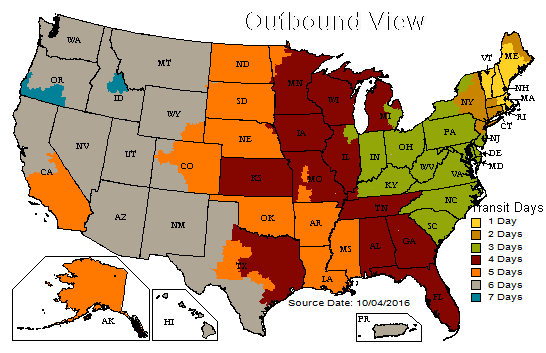 Outbound View
WA
OR
CA
ID
NV
MT
WY
UT
AZ
CO
NM
ND
SD
NE
KS
OK
TX
MN
IA
MO
AR
LA
WI
IL
MI
IN
OH
KY
TN
MS
AL
GA
FL
SC
NC
VA
WV
PA
NY
VT
ME
NH
MA
RI
CT
NJ
DE
MD
AK
HI
PR
Transit Days
1 Day
2 Days
3 Days
4 Days
5 Days
6 Days
7 Days
Source Date: 10/04/2016